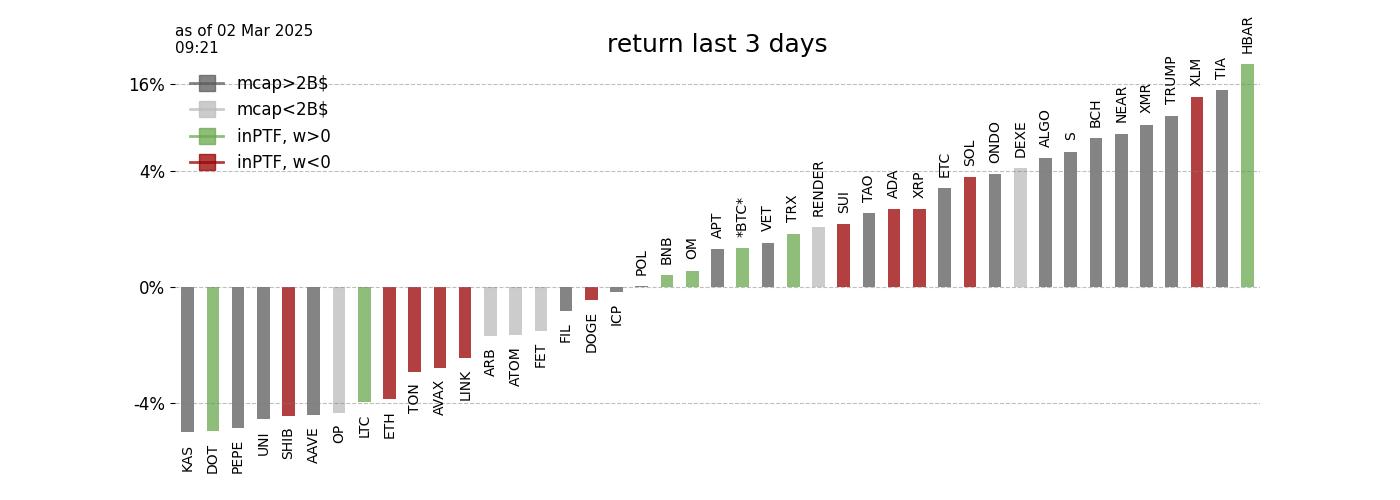 as of 02 Mar 2025
09:21
return last 3 days
16%
4%
0%
-4%
mcap>2B$
mcap<2B$
inPTF, w>0
inPTF, w<0
KAS
DOT
PEPE
UNI
SHIB
AAVE
OP
LTC
ETH
TON
AVAX
LINK
ARB
ATOM
FET
FIL
DOGE
ICP
POL
BNB
OM
APT
*BTC*
VET
TRX
RENDER
SUI
TAO
ADA
XRP
ETC
SOL
ONDO
DEXE
ALGO
S
BCH
NEAR
XMR
TRUMP
XLM
TIA
HBAR